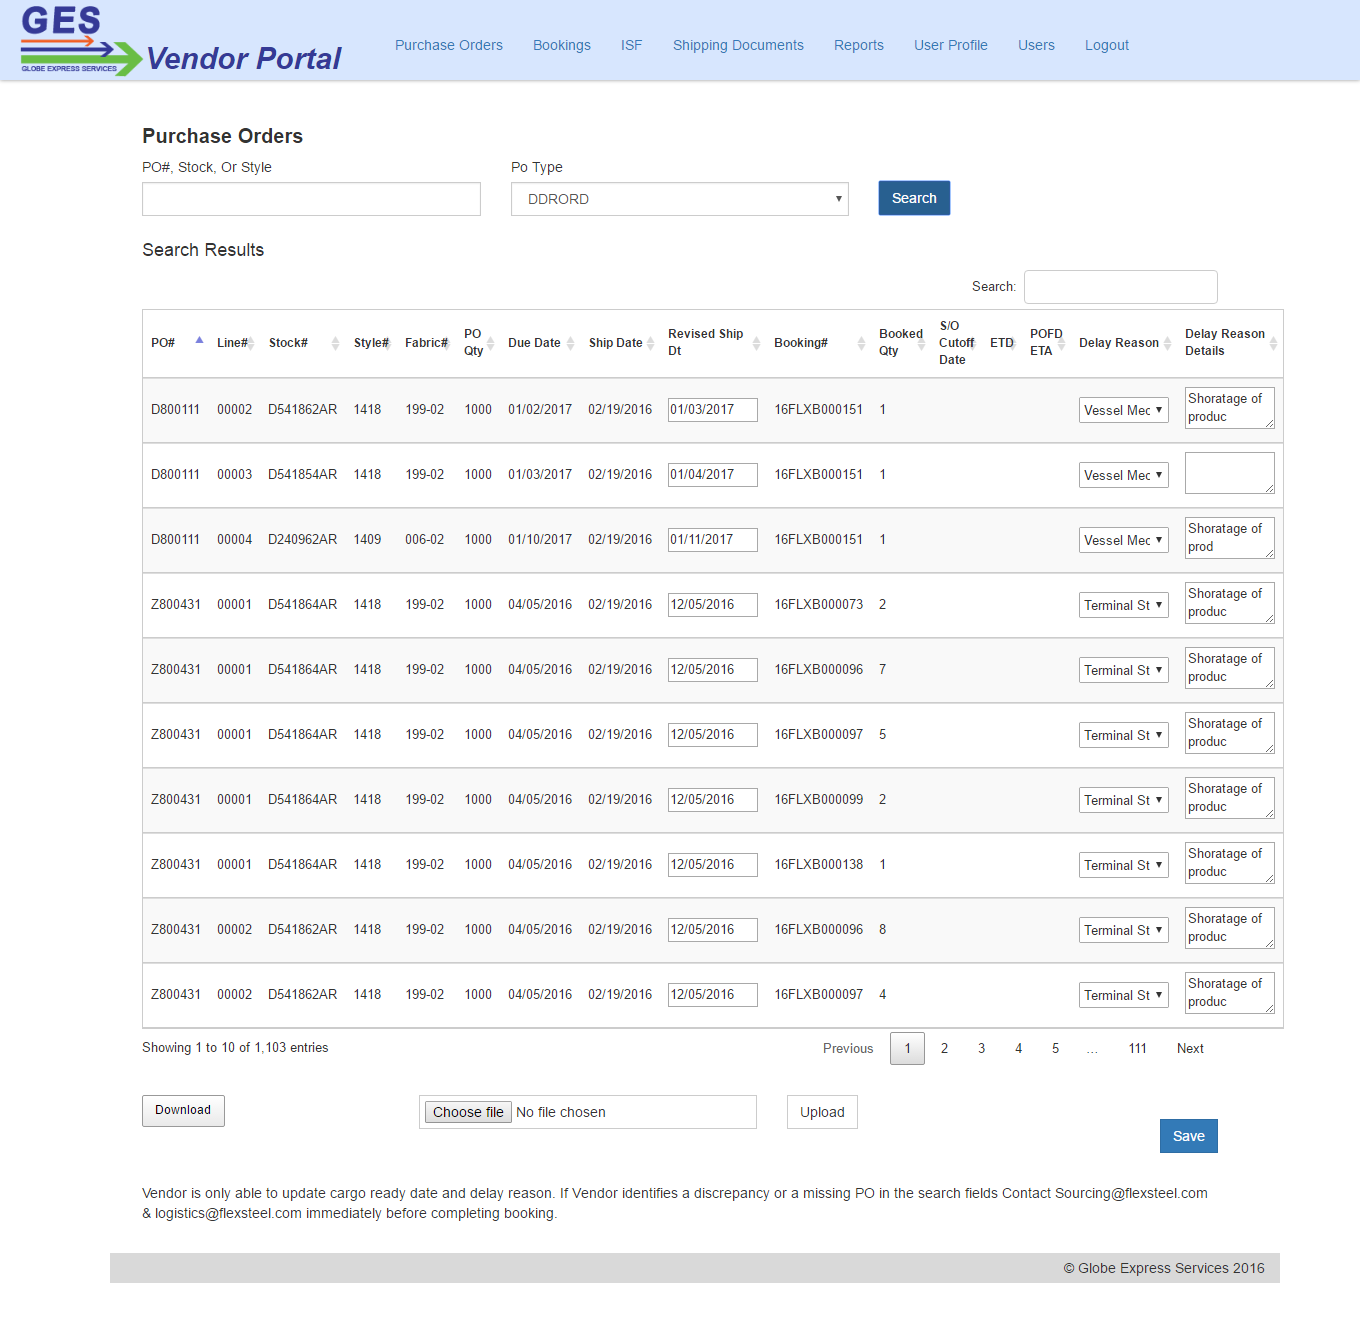 GES
GLOBE EXPRESS SERVICES
Vendor Portal
Purchase Orders Bookings ISF Shipping Documents Reports User Profile Users Logout
Purchase Orders
PO#, Stock, Or Style Po Type
DDRORD Search
Search Results
Search:
PO# Line# Stock# Style# Fabric# PO Qty Due Date Ship Date Revised Ship Dt Booking# Booked Qty S/O Cutoff Date ETD POFD ETA Delay Reason Delay Reason Details
D800111 00002 D541862AR 1418 199-02 1000 01/02/2017 02/19/2016 01/03/2017 16FLXB000151 1 Vessel Mec Shoratage of produc
D800111 00003 D541854AR 1418 199-02 1000 01/03/2017 02/19/2016 01/04/2017 16FLXB000151 1 Vessel Mec
D800111 00004 D240962AR 1409 006-02 1000 01/10/2017 02/19/2016 01/11/2017 16FLXB000151 1 Vessel Mec Shoratage of prod
Z800431 00001 D541864AR 1418 199-02 1000 04/05/2016 02/19/2016 12/05/2016 16FLXB000073 2 Terminal St Shoratage of produc
Z800431 00001 D541864AR 1418 199-02 1000 04/05/2016 02/19/2016 12/05/2016 16FLXB000096 7 Terminal St Shoratage of produc
Z800431 00001 D541864AR 1418 199-02 1000 04/05/2016 02/19/2016 12/05/2016 16FLXB000097 5 Terminal St Shoratage of produc
Z800431 00001 D541864AR 1418 199-02 1000 04/05/2016 02/19/2016 12/05/2016 16FLXB000099 2 Terminal St Shoratage of produc
Z800431 00001 D541864AR 1418 199-02 1000 04/05/2016 02/19/2016 12/05/2016 16FLXB000138 1 Terminal St Shoratage of produc
Z800431 00002 D541862AR 1418 199-02 1000 04/05/2016 02/19/2016 12/05/2016 16FLXB000096 8 Terminal St Shoratage of produc
Z800431 00002 D541862AR 1418 199-02 1000 04/05/2016 02/19/2016 12/05/2016 16FLXB000097 4 Terminal St Shoratage of produc
Showing 1 to 10 of 1,103 entries Previous 1 2 3 4 5 … 111 Next
Download Choose file No file chosen Upload
Save
Vendor is only able to update cargo ready date and delay reason. If Vendor identifies a discrepancy or a missing PO in the search fields Contact Sourcing@flexsteel.com
& logistics@flexsteel.com immediately before completing booking.
© Globe Express Services 2016